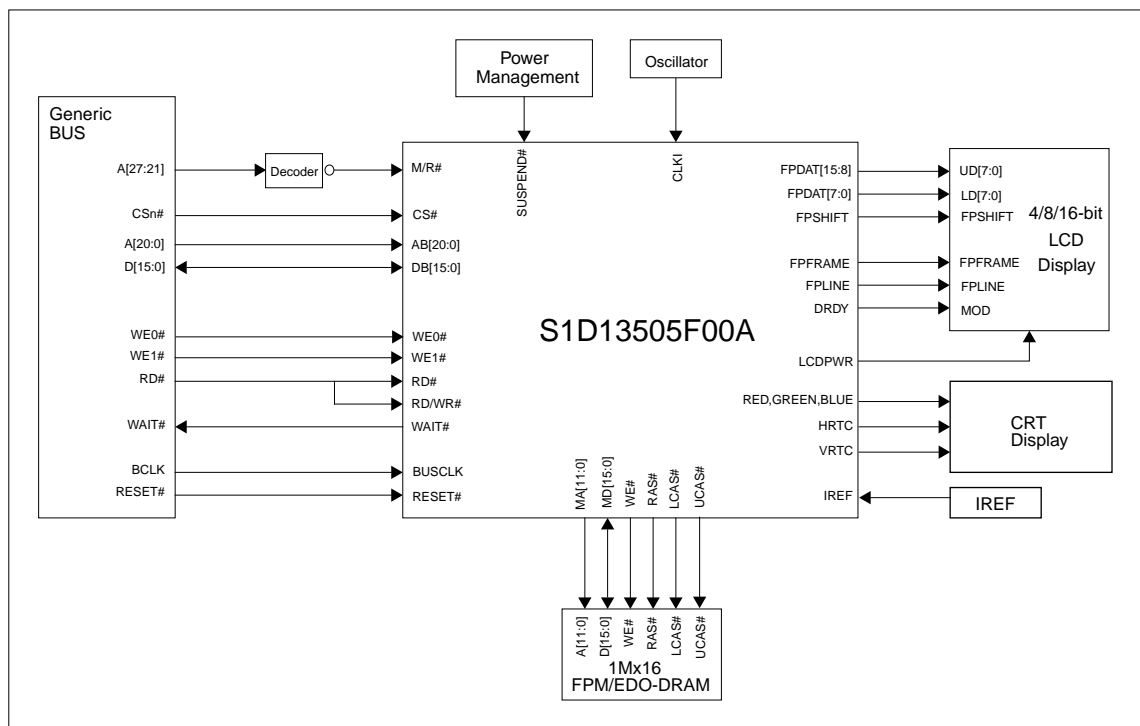 Power
Management
Oscillator
Generic
BUS
A[27:21]
Decoder
M/R#
SUSPEND#
CLKI
FPDAT[15:8]
UD[7:0]
FPDAT[7:0]
LD[7:0]
CSn#
CS#
FPSHIFT
FPSHIFT
4/8/16-bit
LCD
Display
A[20:0]
AB[20:0]
D[15:0]
DB[15:0]
FPFRAME
FPFRAME
FPLINE
FPLINE
DRDY
MOD
S1D13505F00A
WE0#
WE0#
WE1#
WE1#
LCDPWR
RD#
RD#
RD/WR#
RED,GREEN,BLUE
WAIT#
WAIT#
HRTC
CRT
Display
VRTC
BCLK
BUSCLK
RESET#
RESET#
IREF
IREF
MA[11:0]
MD[15:0]
WE#
RAS#
LCAS#
UCAS#
A[11:0]
D[15:0]
WE#
RAS#
LCAS#
UCAS#
1Mx16
FPM/EDO-DRAM